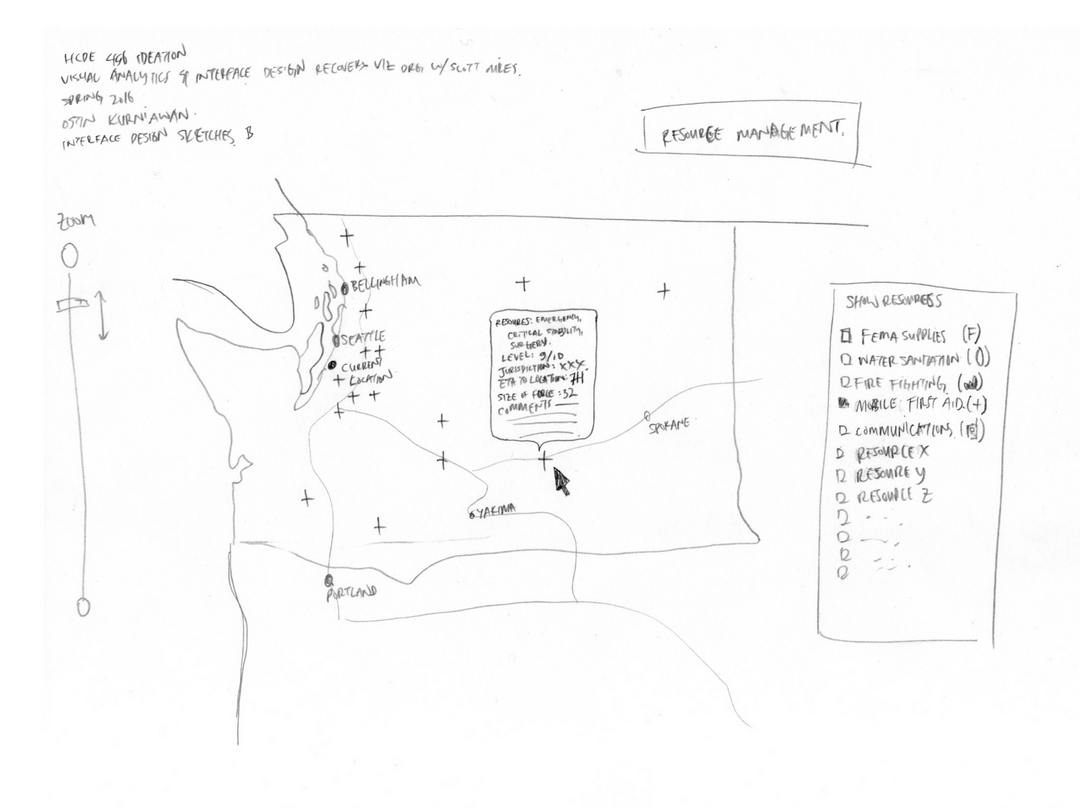 HCDE 496 IDEATION
VISUAL ANALYTICS & INTERFACE DESIGN RECOVERY VIZ ORG W/ SCOTT MILES.
SPRING 2016
OSTIN KURNIAWAN.
INTERFACE DESIGN SKETCHES, B
RESOURCE MANAGEMENT.
ZOOM
BELLINGHAM
SEATTLE
CURRENT
LOCATION
RESOURCES: EMERGENCY,
CRITICAL STABILITY,
SURGERY.
LEVEL: 9/10
JURISDICTION: XXX.
ETA TO LOCATION: 7H
SIZE OF FORCE: 32
COMMENTS
SPOKANE
YAKIMA
PORTLAND
SHOW RESOURCES
FEMA SUPPLIES (F)
WATER SANITATION ()
FIRE FIGHTING, ()
MOBILE FIRST AID. (+)
COMMUNICATIONS, ()
RESOURCE X
RESOURE Y
RESOURCE Z